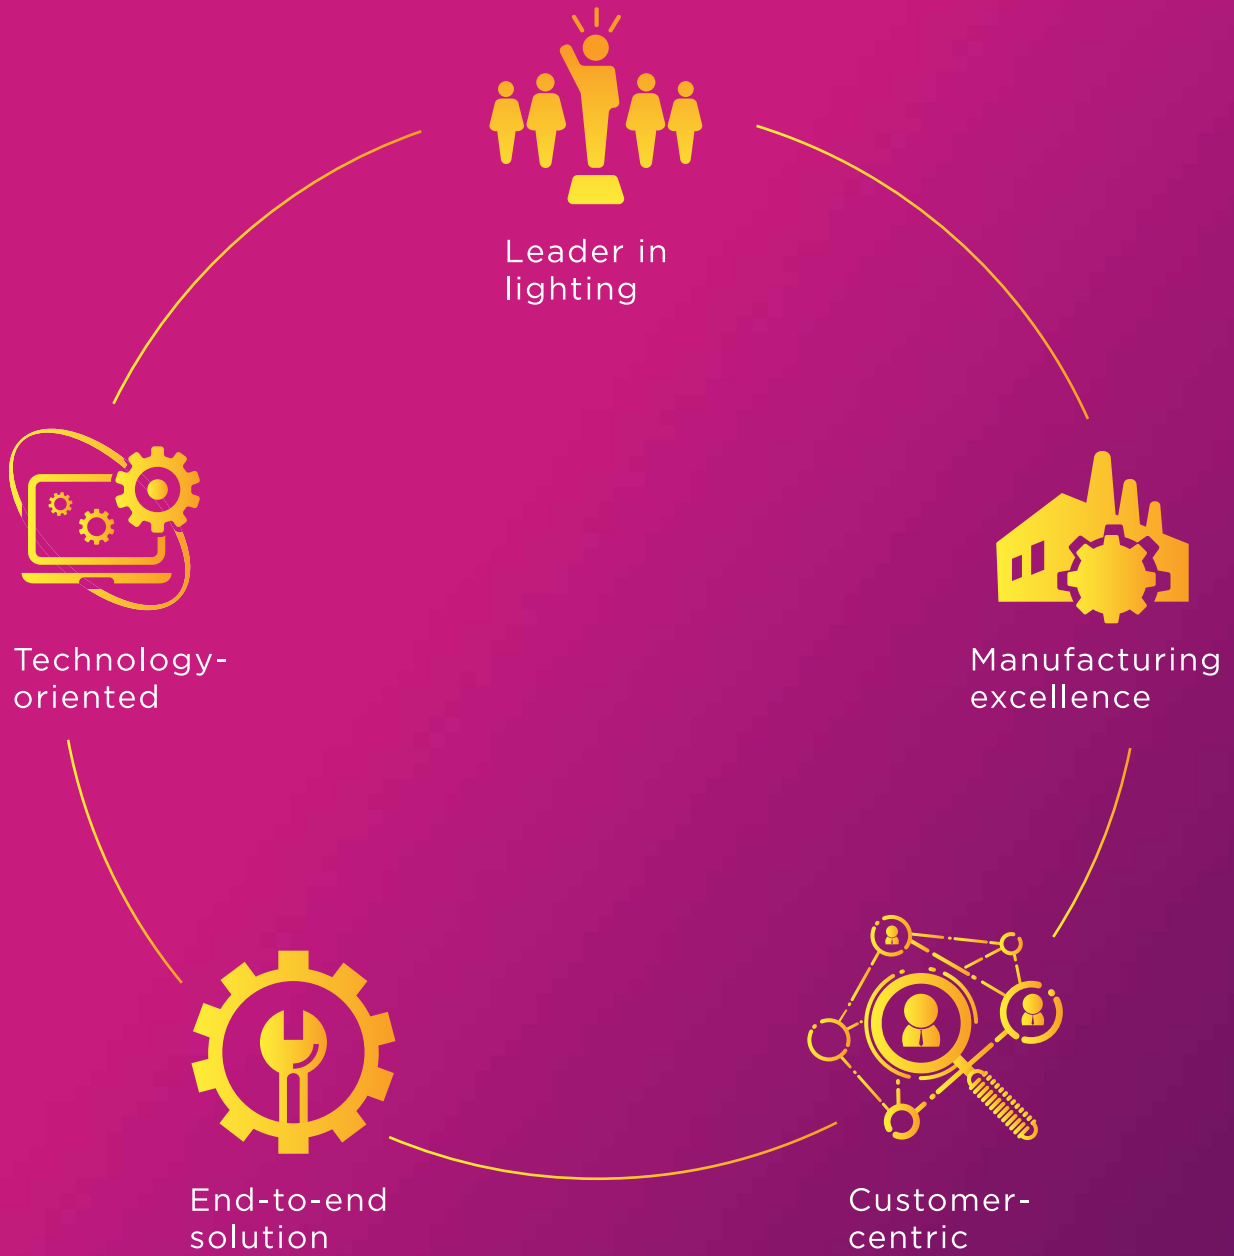 Leader in
lighting
Technology-
oriented
Manufacturing
excellence
End-to-end
solution
Customer-
centric